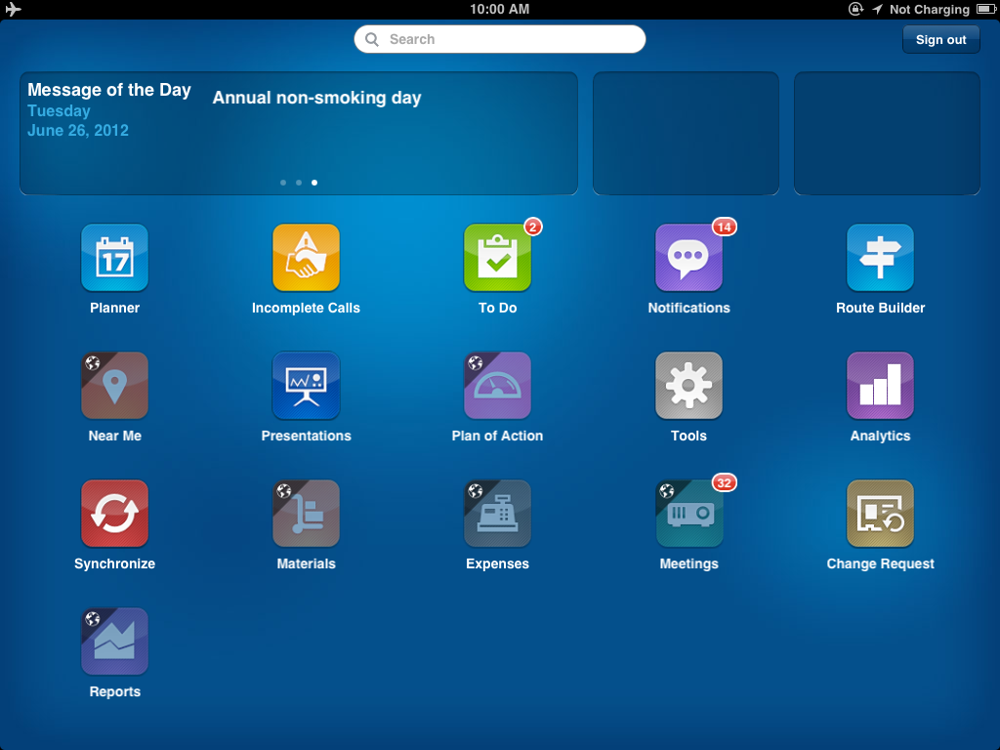 10:00 AM
Not Charging
Search
Sign out
Message of the Day
Annual non-smoking day
Tuesday
June 26, 2012
2
14
17
Planner
Incomplete Calls
To Do
Notifications
Route Builder
Near Me
Presentations
Plan of Action
Tools
Analytics
32
Synchronize
Materials
Expenses
Meetings
Change Request
Reports